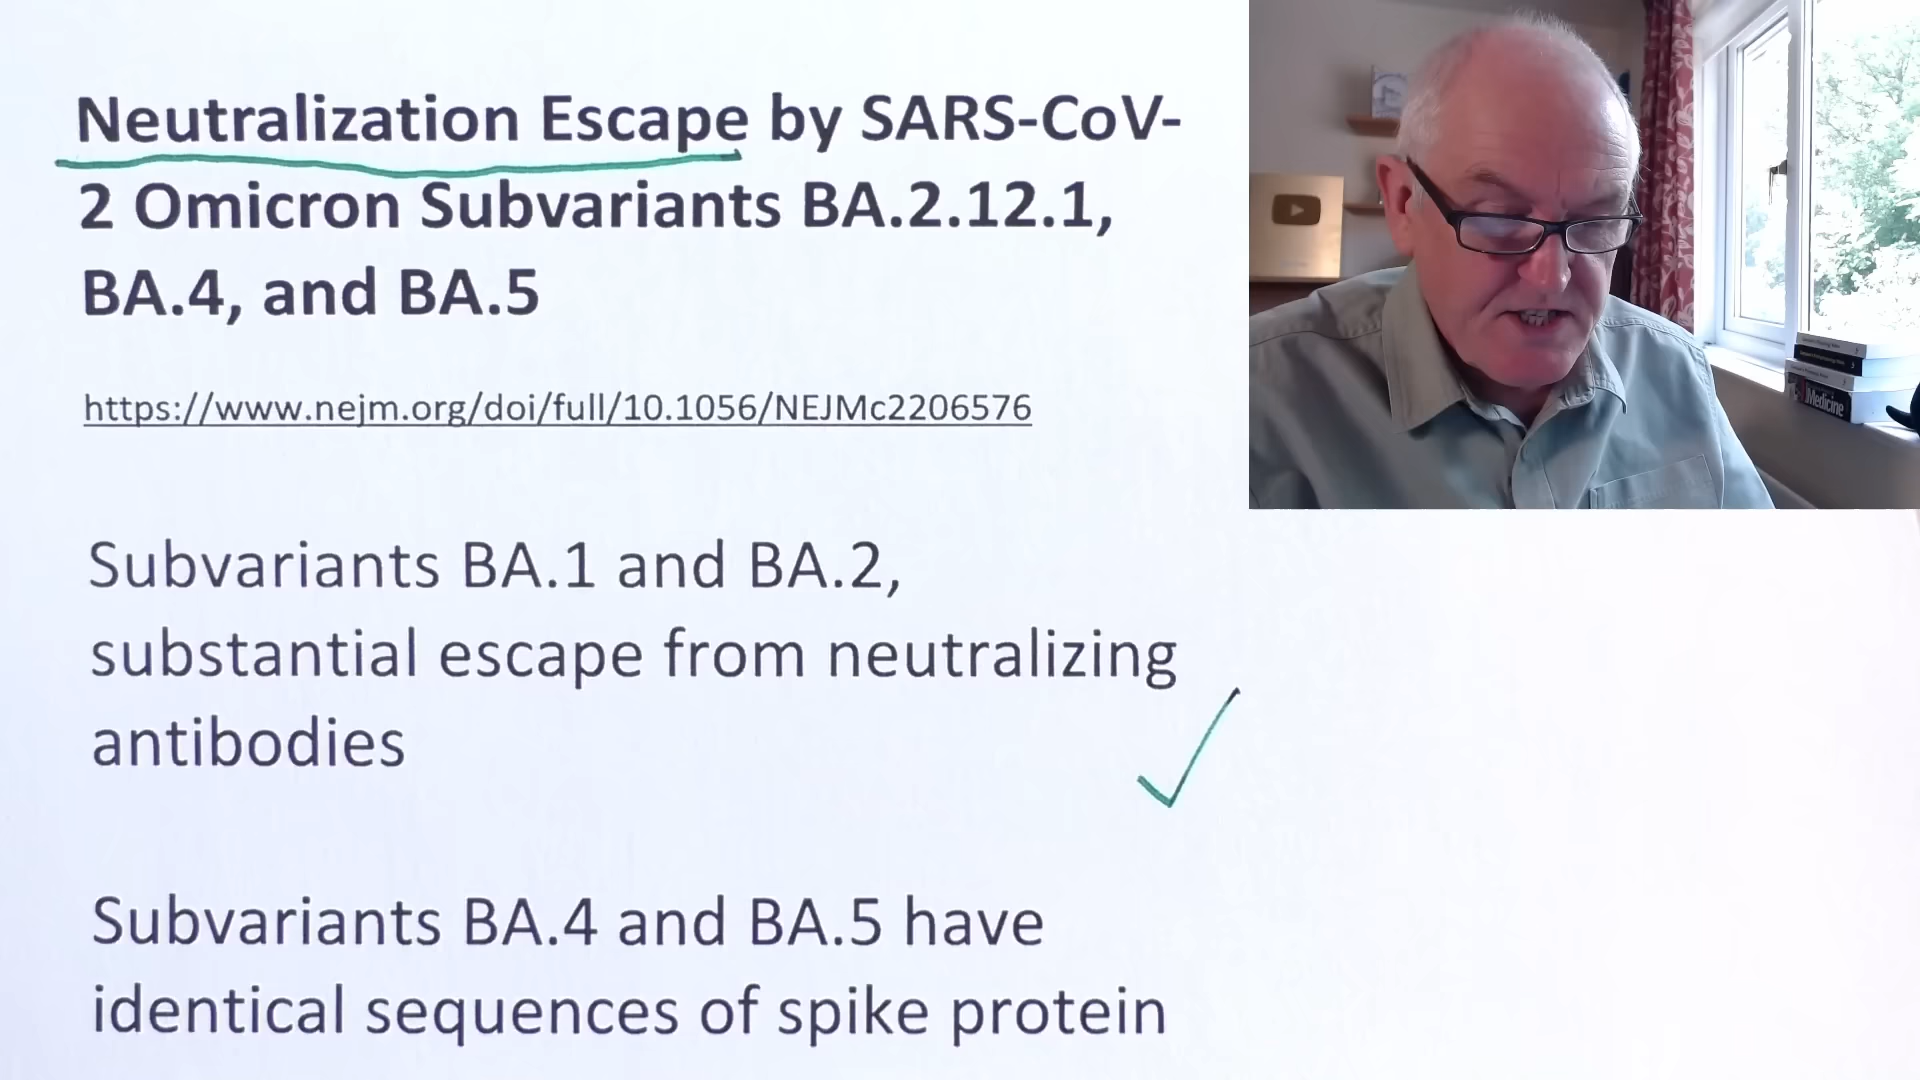 Neutralization Escape by SARS-CoV-
2 Omicron Subvariants BA.2.12.1,
BA.4, and BA.5
https://www.nejm.org/doi/full/10.1056/NEJMc2206576
Subvariants BA.1 and BA.2,
substantial escape from neutralizing
antibodies
Subvariants BA.4 and BA.5 have
identical sequences of spike protein
Medicine